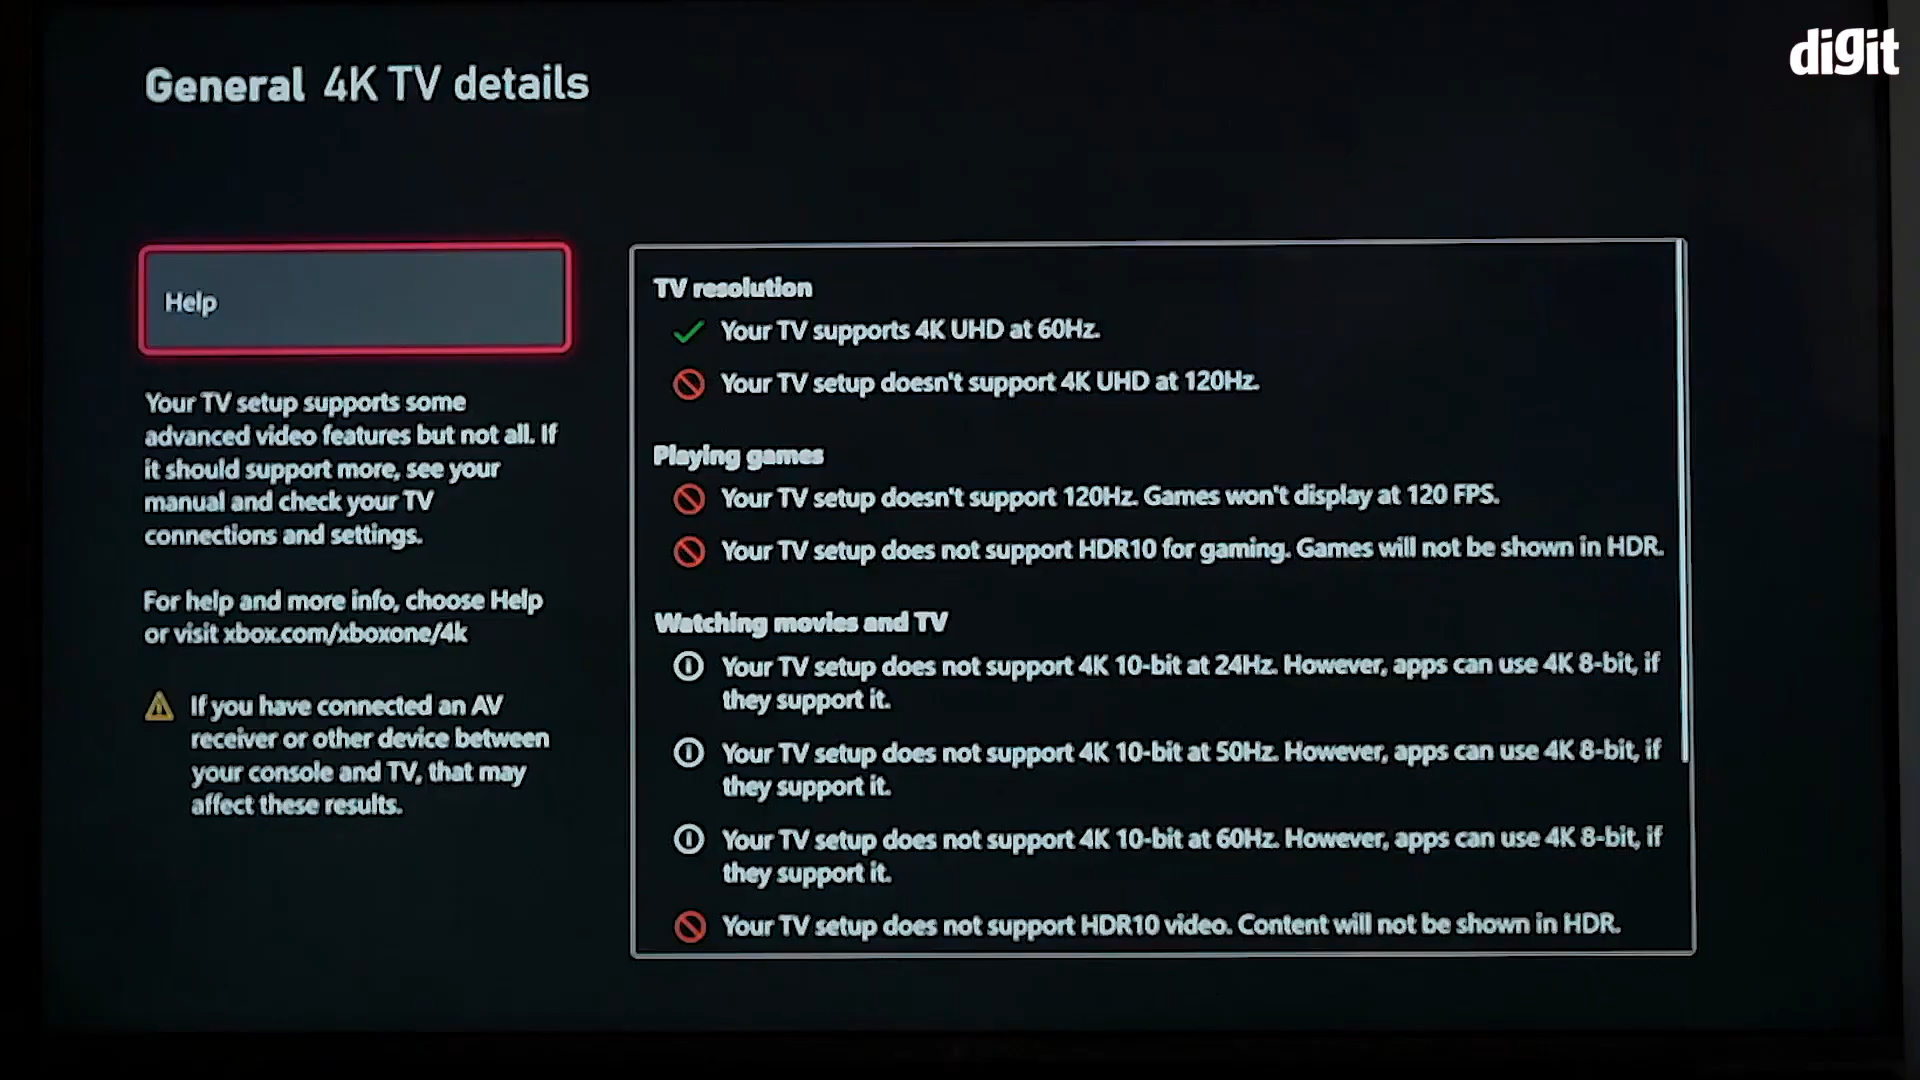 digit
General 4K TV details
Help
Your TV setup supports some
advanced video features but not all. If
it should support more, see your
manual and check your TV
connections and settings.
For help and more info, choose Help
or visit xbox.com/xboxone/4k
If you have connected an AV
receiver or other device between
your console and TV, that may
affect these results.
TV resolution
Your TV supports 4K UHD at 60Hz.
Your TV setup doesn't support 4K UHD at 120Hz.
Playing games
Your TV setup doesn't support 120Hz. Games won't display at 120 FPS.
Your TV setup does not support HDR10 for gaming. Games will not be shown in HDR.
Watching movies and TV
Your TV setup does not support 4K 10-bit at 24Hz. However, apps can use 4K 8-bit, if
they support it.
Your TV setup does not support 4K 10-bit at 50Hz. However, apps can use 4K 8-bit, if
they support it.
Your TV setup does not support 4K 10-bit at 60Hz. However, apps can use 4K 8-bit, if
they support it.
Your TV setup does not support HDR10 video. Content will not be shown in HDR.